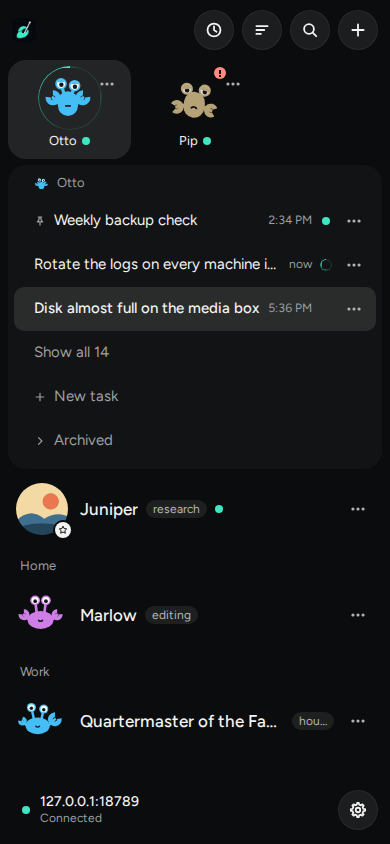 Otto
Pip
Otto
Weekly backup check 2:34 PM
Rotate the logs on every machine i... now
Disk almost full on the media box 5:36 PM
Show all 14
New task
Archived
Juniper research
Home
Marlow editing
Work
Quartermaster of the Fa... hou...
127.0.0.1:18789
Connected